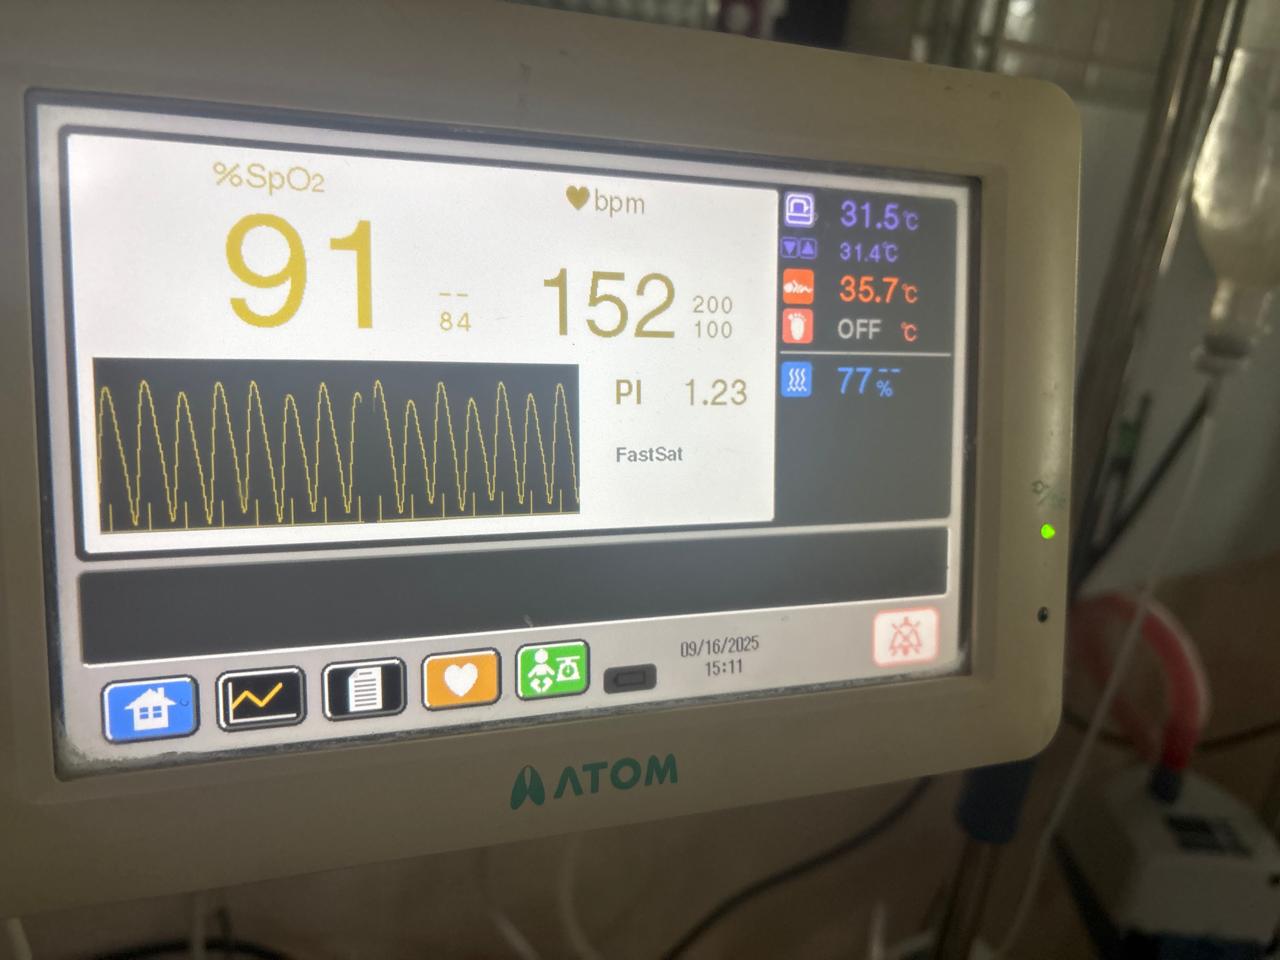 %SpO2
91
--
84
bpm
152
200
100
PI 1.23
FastSat
31.5℃
31.4℃
35.7℃
OFF ℃
77 --
%
09/16/2025
15:11
ATOM